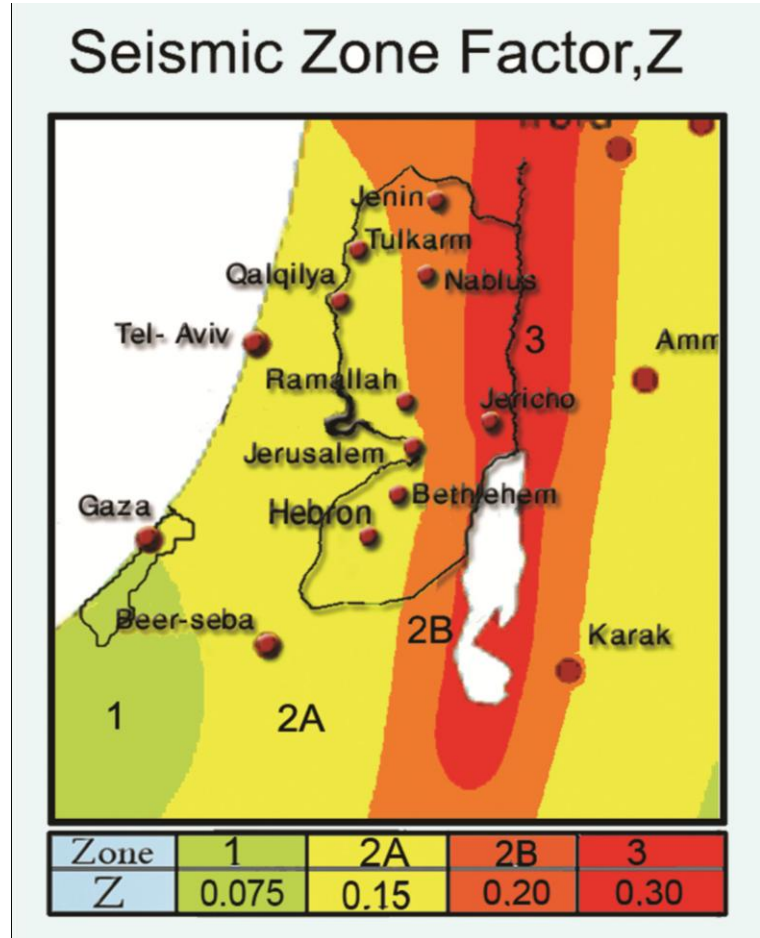 Seismic Zone Factor,Z
Jenin
Tulkarm
Qalqilya
Nablus
Tel- Aviv
3
Amm
Ramallah
Jericho
Jerusalem
Bethlehem
Gaza
Hebron
Beer-seba
2B
Karak
1
2A
Zone 1 2A 2B 3
Z 0.075 0.15 0.20 0.30